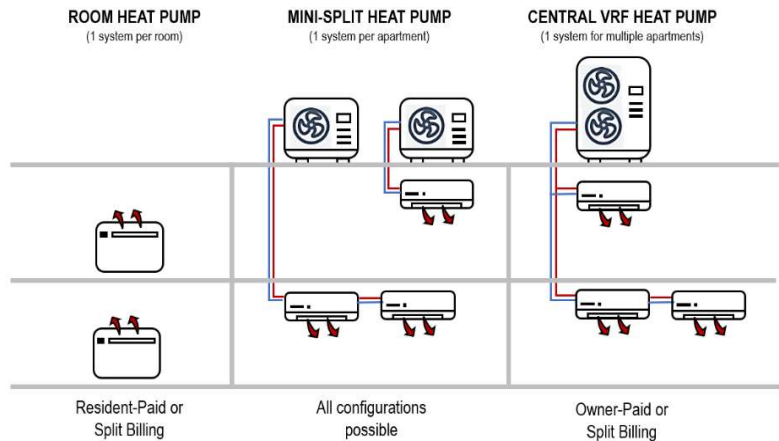 ROOM HEAT PUMP
(1 system per room)
MINI-SPLIT HEAT PUMP
(1 system per apartment)
CENTRAL VRF HEAT PUMP
(1 system for multiple apartments)
Resident-Paid or
Split Billing
All configurations
possible
Owner-Paid or
Split Billing